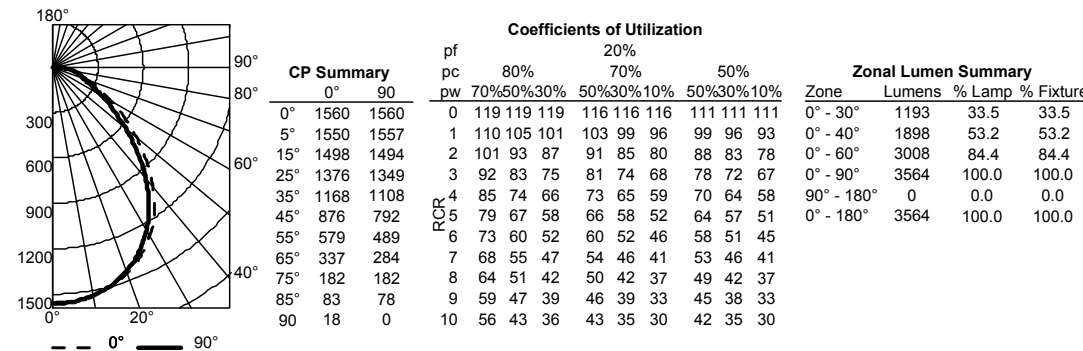 180°
90°
80°
60°
40°
300
600
900
1200
1500
0° 20°
0° 90°
CP Summary
0° 90
0° 1560 1560
5° 1550 1557
15° 1498 1494
25° 1376 1349
35° 1168 1108
45° 876 792
55° 579 489
65° 337 284
75° 182 182
85° 83 78
90 18 0
Coefficients of Utilization
pf 20%
pc 80% 70% 50%
pw 70%50%30% 50%30%10% 50%30%10%
RCR
0 119 119 119 116 116 116 111 111 111
1 110 105 101 103 99 96 99 96 93
2 101 93 87 91 85 80 88 83 78
3 92 83 75 81 74 68 78 72 67
4 85 74 66 73 65 59 70 64 58
5 79 67 58 66 58 52 64 57 51
6 73 60 52 60 52 46 58 51 45
7 68 55 47 54 46 41 53 46 41
8 64 51 42 50 42 37 49 42 37
9 59 47 39 46 39 33 45 38 33
10 56 43 36 43 35 30 42 35 30
Zonal Lumen Summary
Zone Lumens % Lamp % Fixture
0° - 30° 1193 33.5 33.5
0° - 40° 1898 53.2 53.2
0° - 60° 3008 84.4 84.4
0° - 90° 3564 100.0 100.0
90° - 180° 0 0.0 0.0
0° - 180° 3564 100.0 100.0